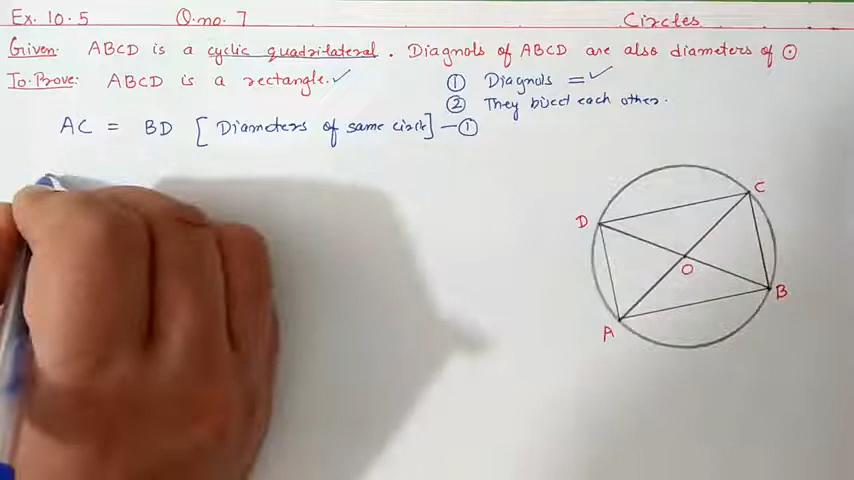 Ex. 10.5 Q. no. 7 Circles
Given: ABCD is a cyclic quadrilateral. Diagnols of ABCD are also diameters of ⊙
To Prove: ABCD is a rectangle. ✓ ① Diagnols = ✓
② They bisect each other.
AC = BD [Diameters of same circle] — ①
C
D
O
B
A